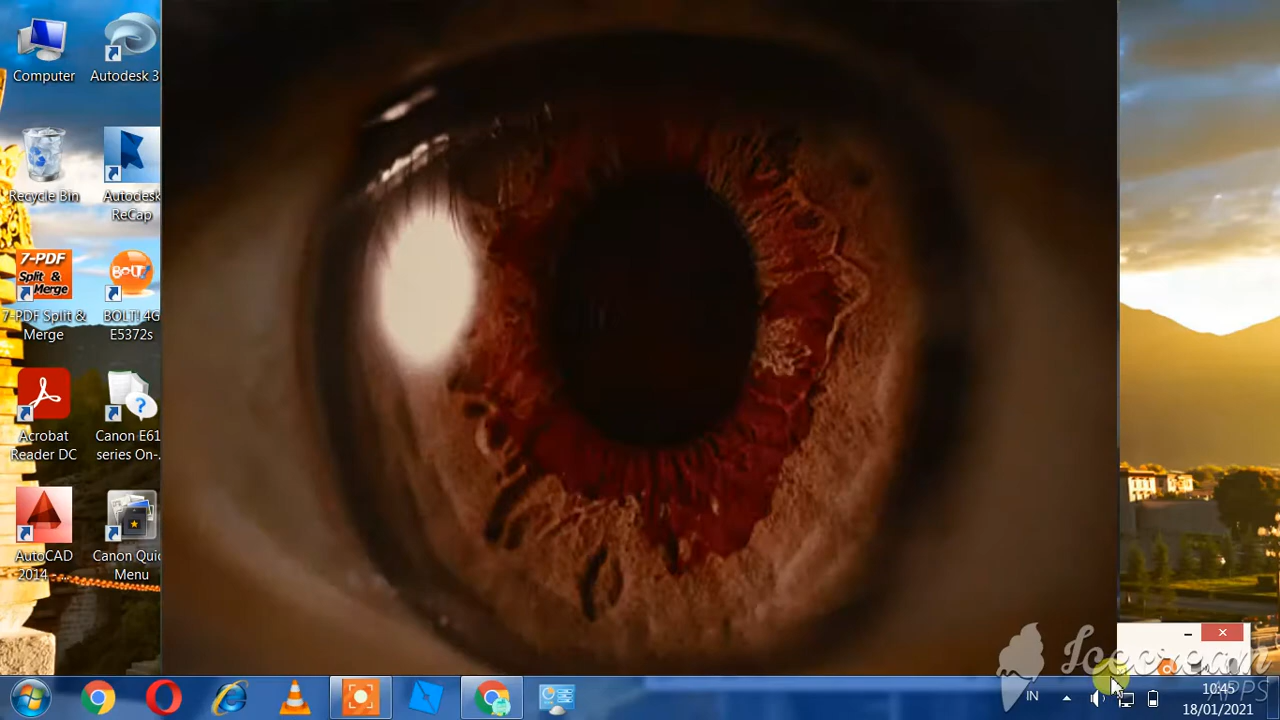 Computer
Autodesk 3
Recycle Bin
Autodesk
ReCap
7-PDF
Split &
Merge
7-PDF Split &
Merge
BOLT!
BOLT! 4G
E5372s
Acrobat
Reader DC
Canon E61
series On-...
AutoCAD
2014 - ...
Canon Quic
Menu
Icecream
APPS
IN
10:45
18/01/2021